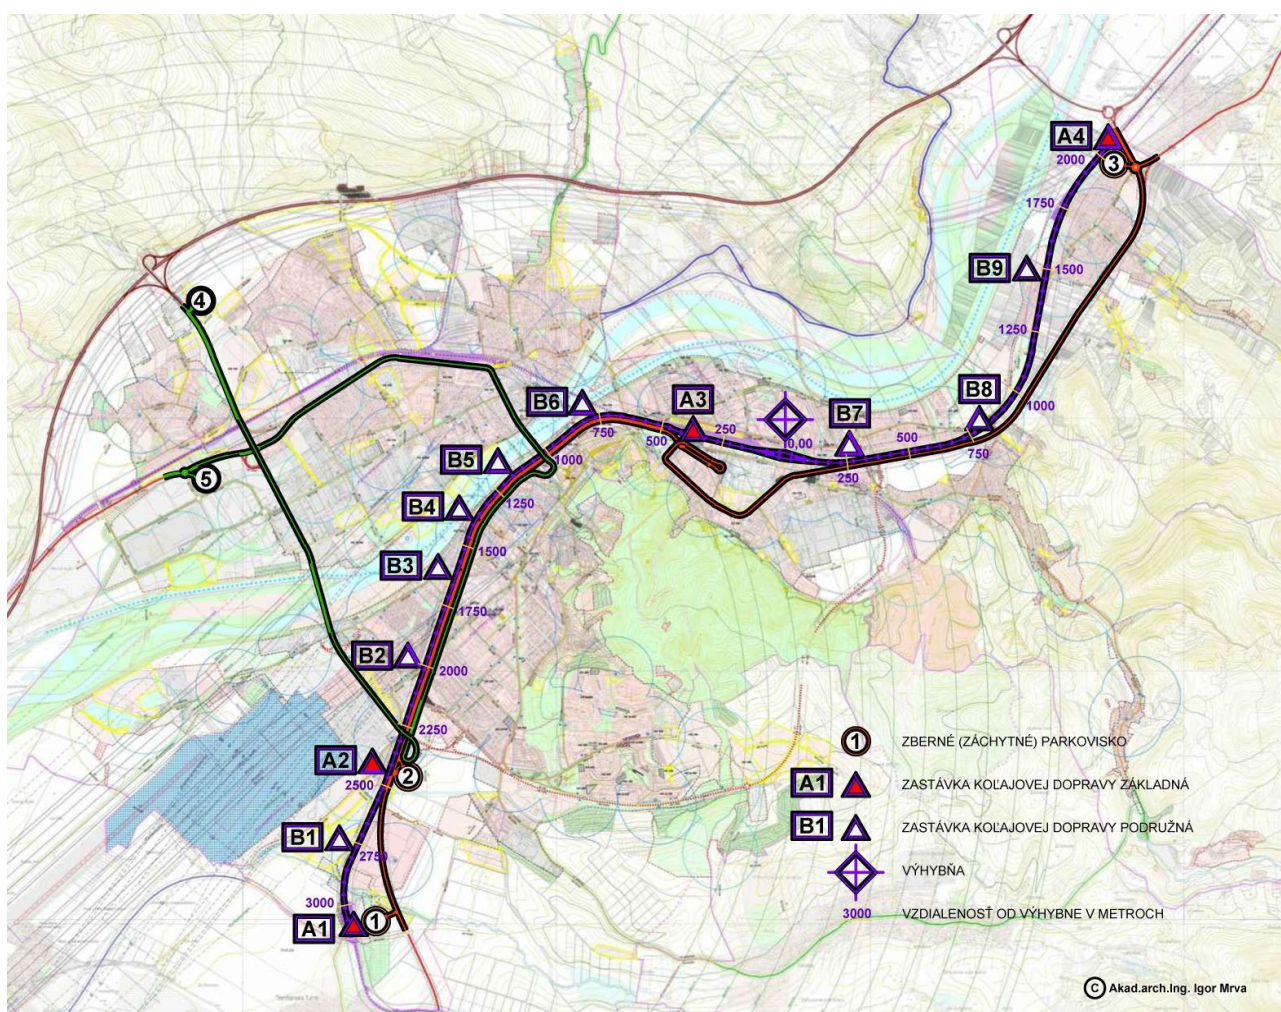 A4
2000
3
1750
B9
1500
4
1250
B8
B6
A3
B7
1000
750
500
250
0,00
500
750
250
5
B5
1000
1250
B4
1500
B3
1750
B2
2000
2250
A2
2
2500
B1
2750
3000
A1
1
1 ZBERNÉ (ZÁCHYTNÉ) PARKOVISKO
A1 ZASTÁVKA KOĽAJOVEJ DOPRAVY ZÁKLADNÁ
B1 ZASTÁVKA KOĽAJOVEJ DOPRAVY PODRUŽNÁ
VÝHYBŇA
3000 VZDIALENOSŤ OD VÝHYBNE V METROCH
C Akad.arch.Ing. Igor Mrva